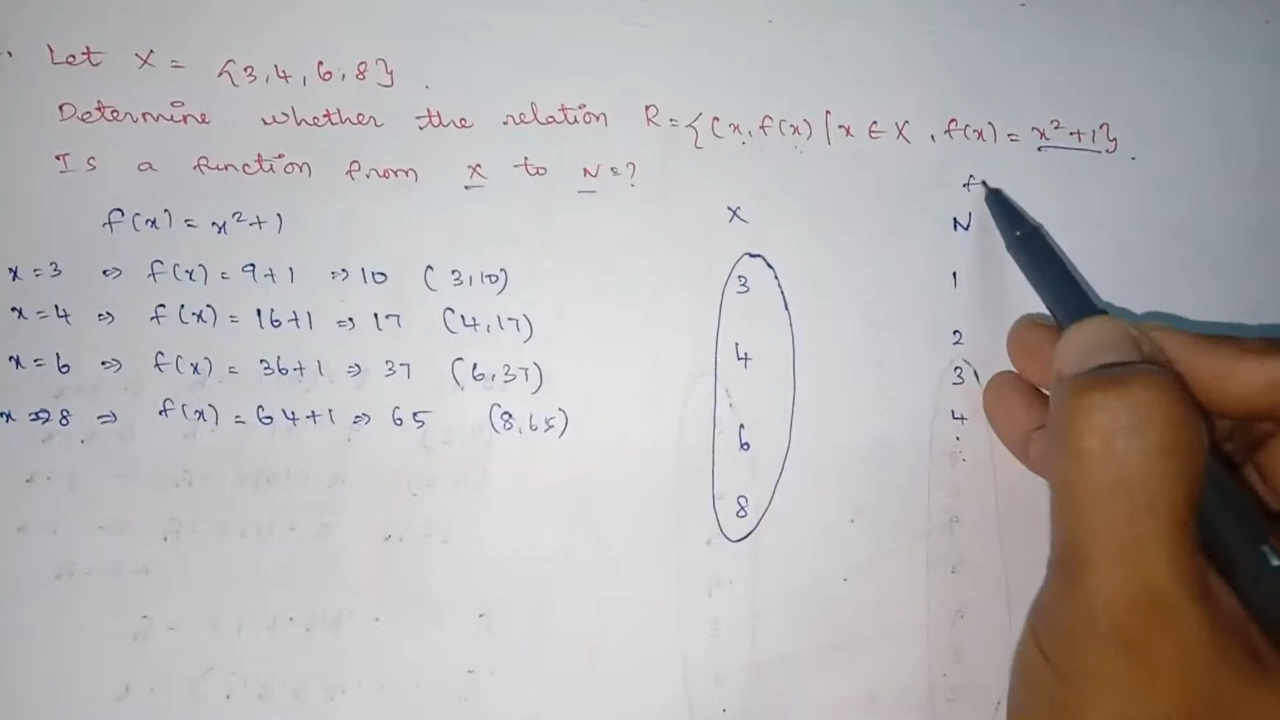 Let X = {3, 4, 6, 8}.
Determine whether the relation R = {(x, f(x) / x ∈ X, f(x) = x² + 1}.
Is a function from X to N?
f(x) = x² + 1
x = 3 ⇒ f(x) = 9 + 1 ⇒ 10 (3, 10)
x = 4 ⇒ f(x) = 16 + 1 ⇒ 17 (4, 17)
x = 6 ⇒ f(x) = 36 + 1 ⇒ 37 (6, 37)
x ⇒ 8 ⇒ f(x) = 64 + 1 ⇒ 65 (8, 65)
X
3
4
6
8
f
N
1
2
3
4